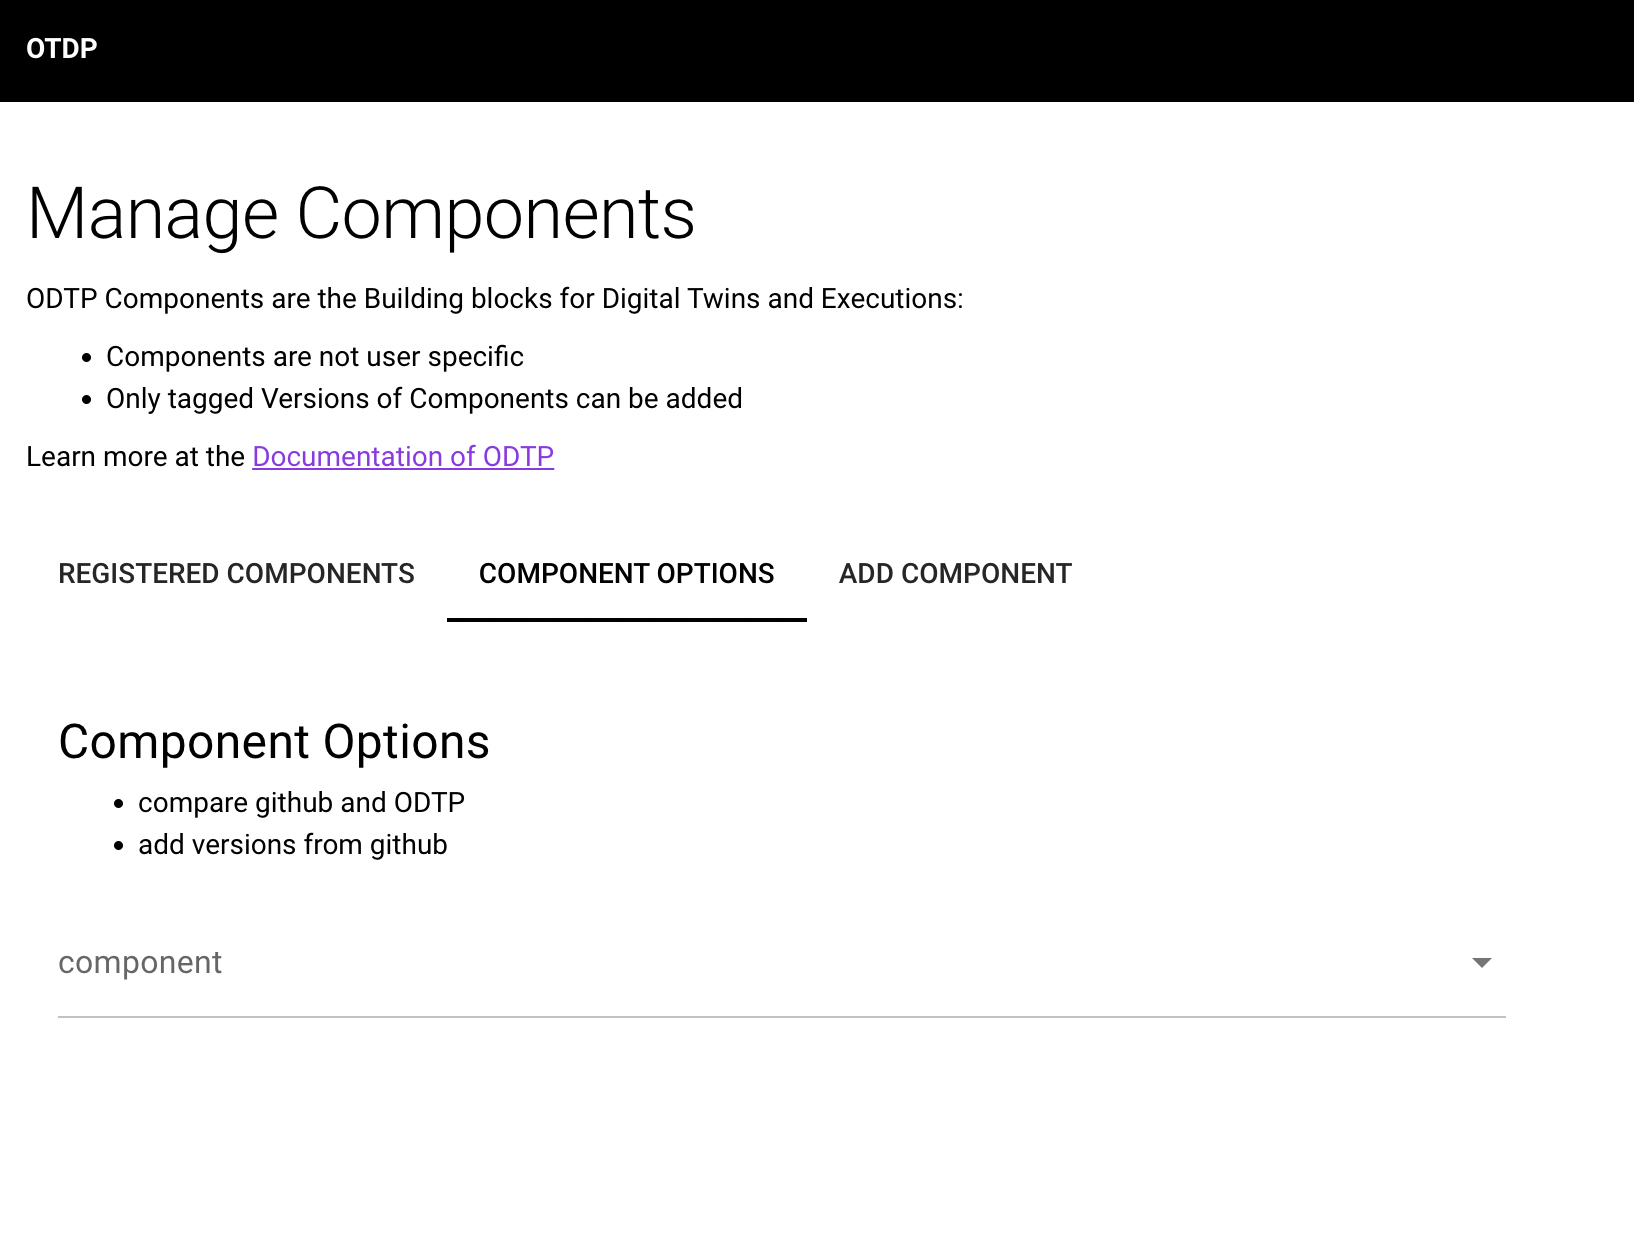 OTDP
Manage Components
ODTP Components are the Building blocks for Digital Twins and Executions:
Components are not user specific
Only tagged Versions of Components can be added
Learn more at the Documentation of ODTP
REGISTERED COMPONENTS COMPONENT OPTIONS ADD COMPONENT
Component Options
compare github and ODTP
add versions from github
component